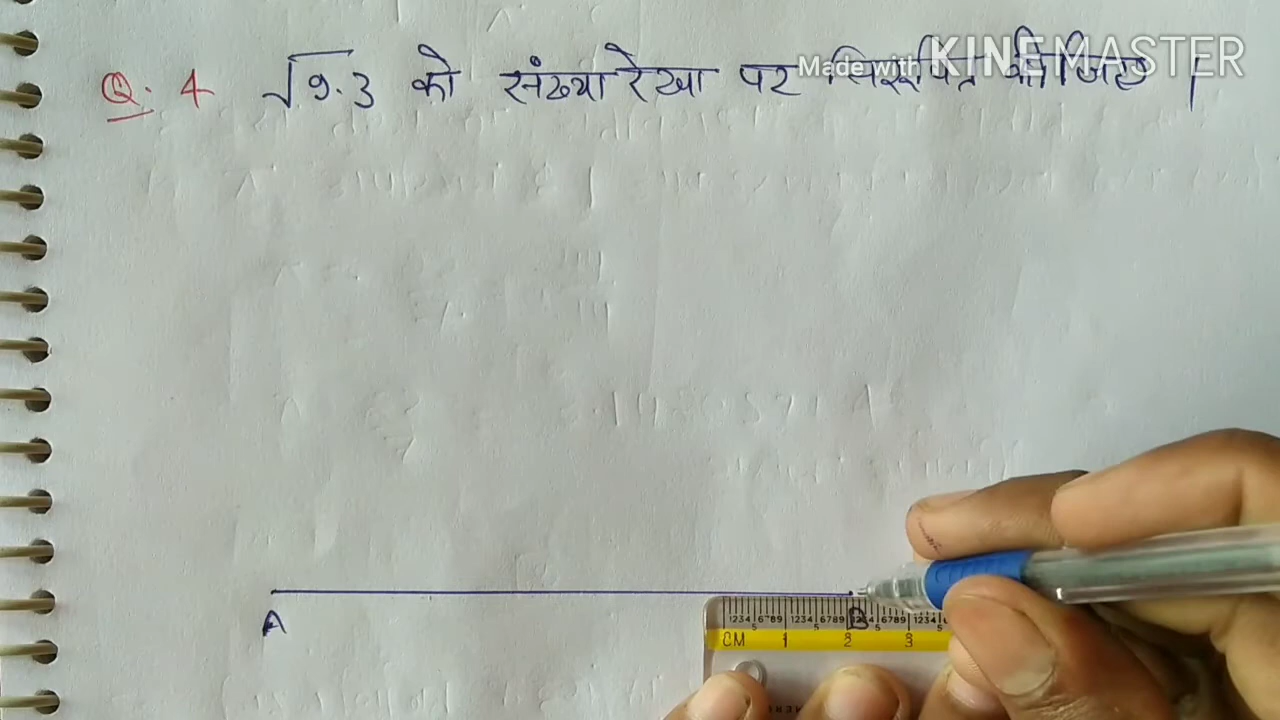 Q. 4 √9.3 को संख्या रेखा पर निरूपित कीजिए |
Made with KINEMASTER
A
B
CM 1 2 3